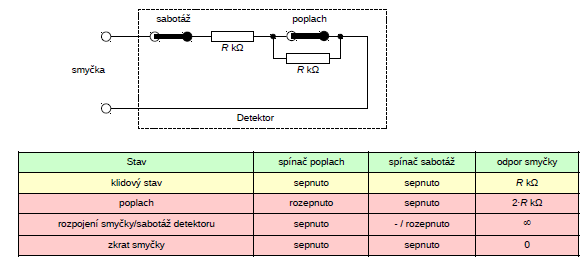 sabotáž poplach
R kΩ
R kΩ
smyčka
Detektor
Stav spínač poplach spínač sabotáž odpor smyčky
klidový stav sepnuto sepnuto R kΩ
poplach rozepnuto sepnuto 2·R kΩ
rozpojení smyčky/sabotáž detektoru sepnuto - / rozepnuto ∞
zkrat smyčky sepnuto sepnuto 0